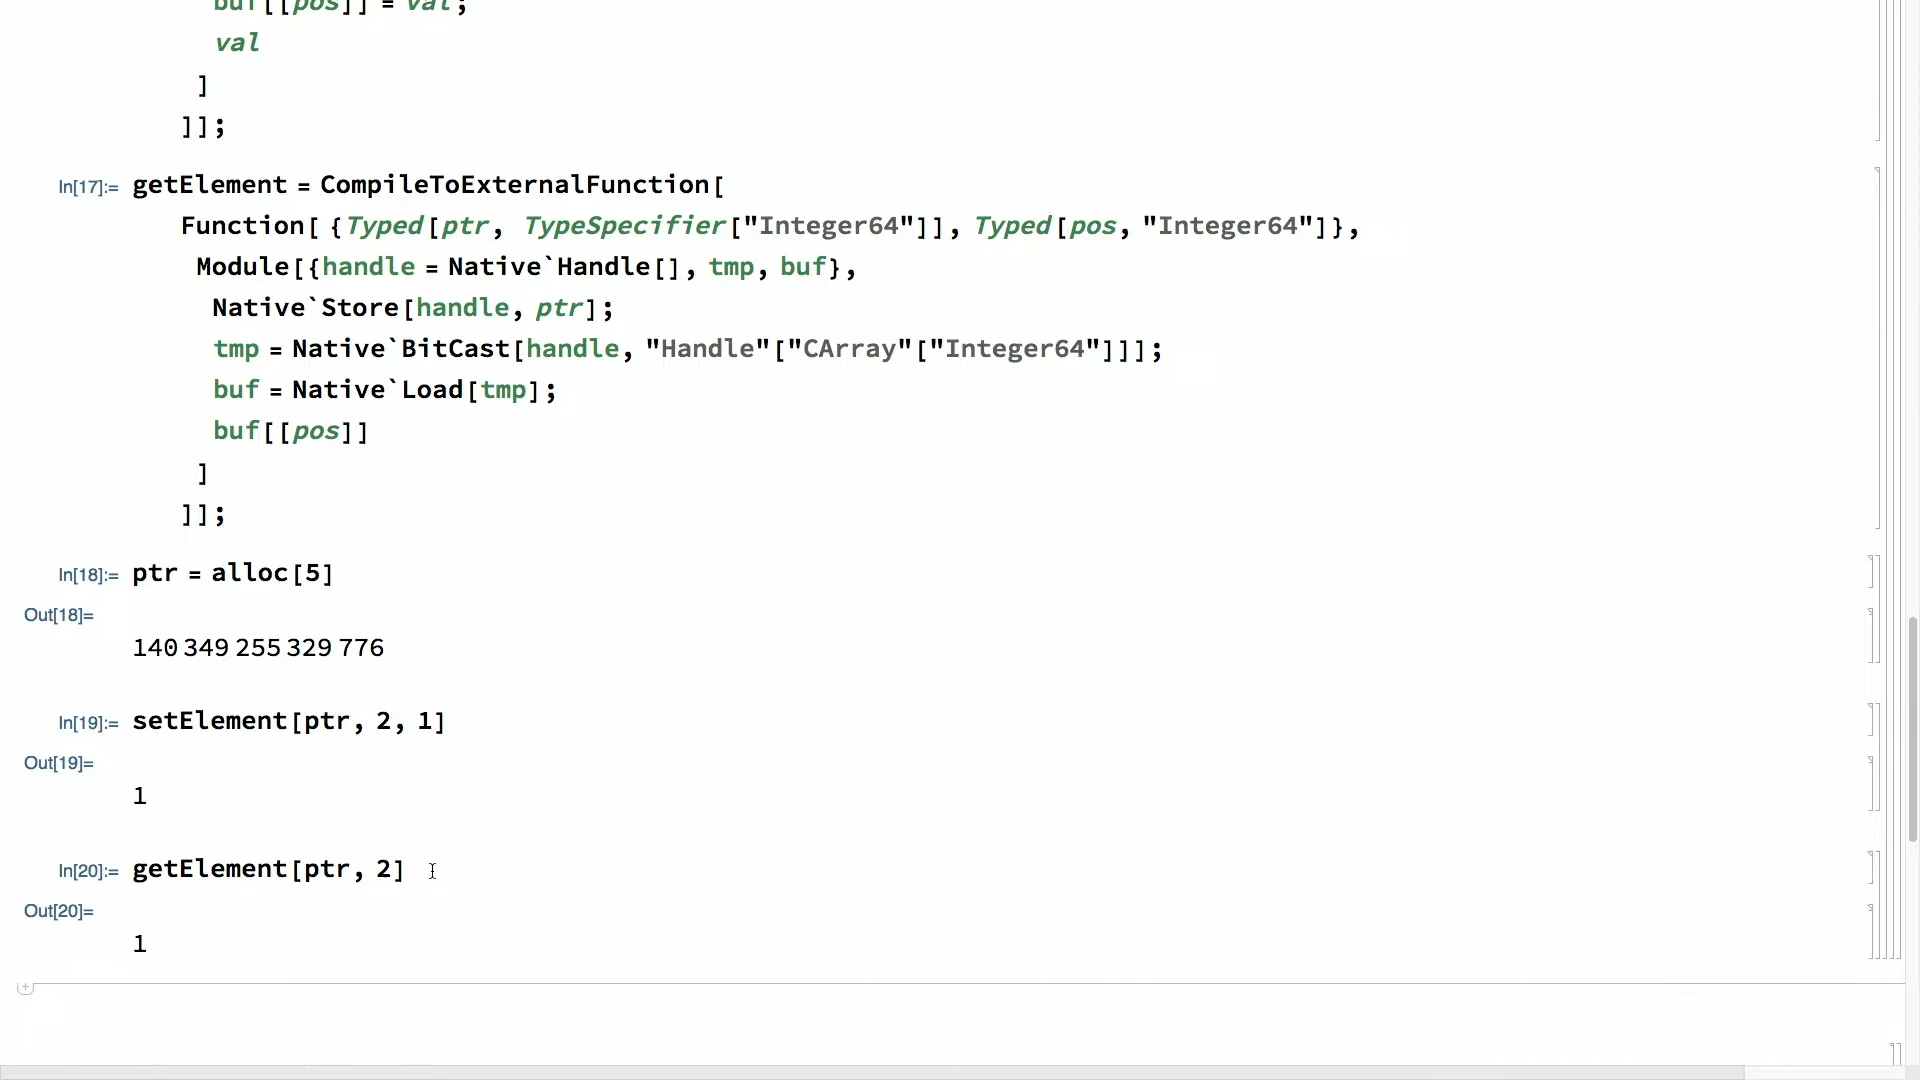 buf[[pos]] = val;
val
]
]];
In[17]:= getElement = CompileToExternalFunction[
Function[ {Typed[ptr, TypeSpecifier["Integer64"]], Typed[pos, "Integer64"]},
Module[{handle = Native`Handle[], tmp, buf},
Native`Store[handle, ptr];
tmp = Native`BitCast[handle, "Handle"["CArray"["Integer64"]]];
buf = Native`Load[tmp];
buf[[pos]]
]
]];
In[18]:= ptr = alloc[5]
Out[18]=
140 349 255 329 776
In[19]:= setElement[ptr, 2, 1]
Out[19]=
1
In[20]:= getElement[ptr, 2]
Out[20]=
1